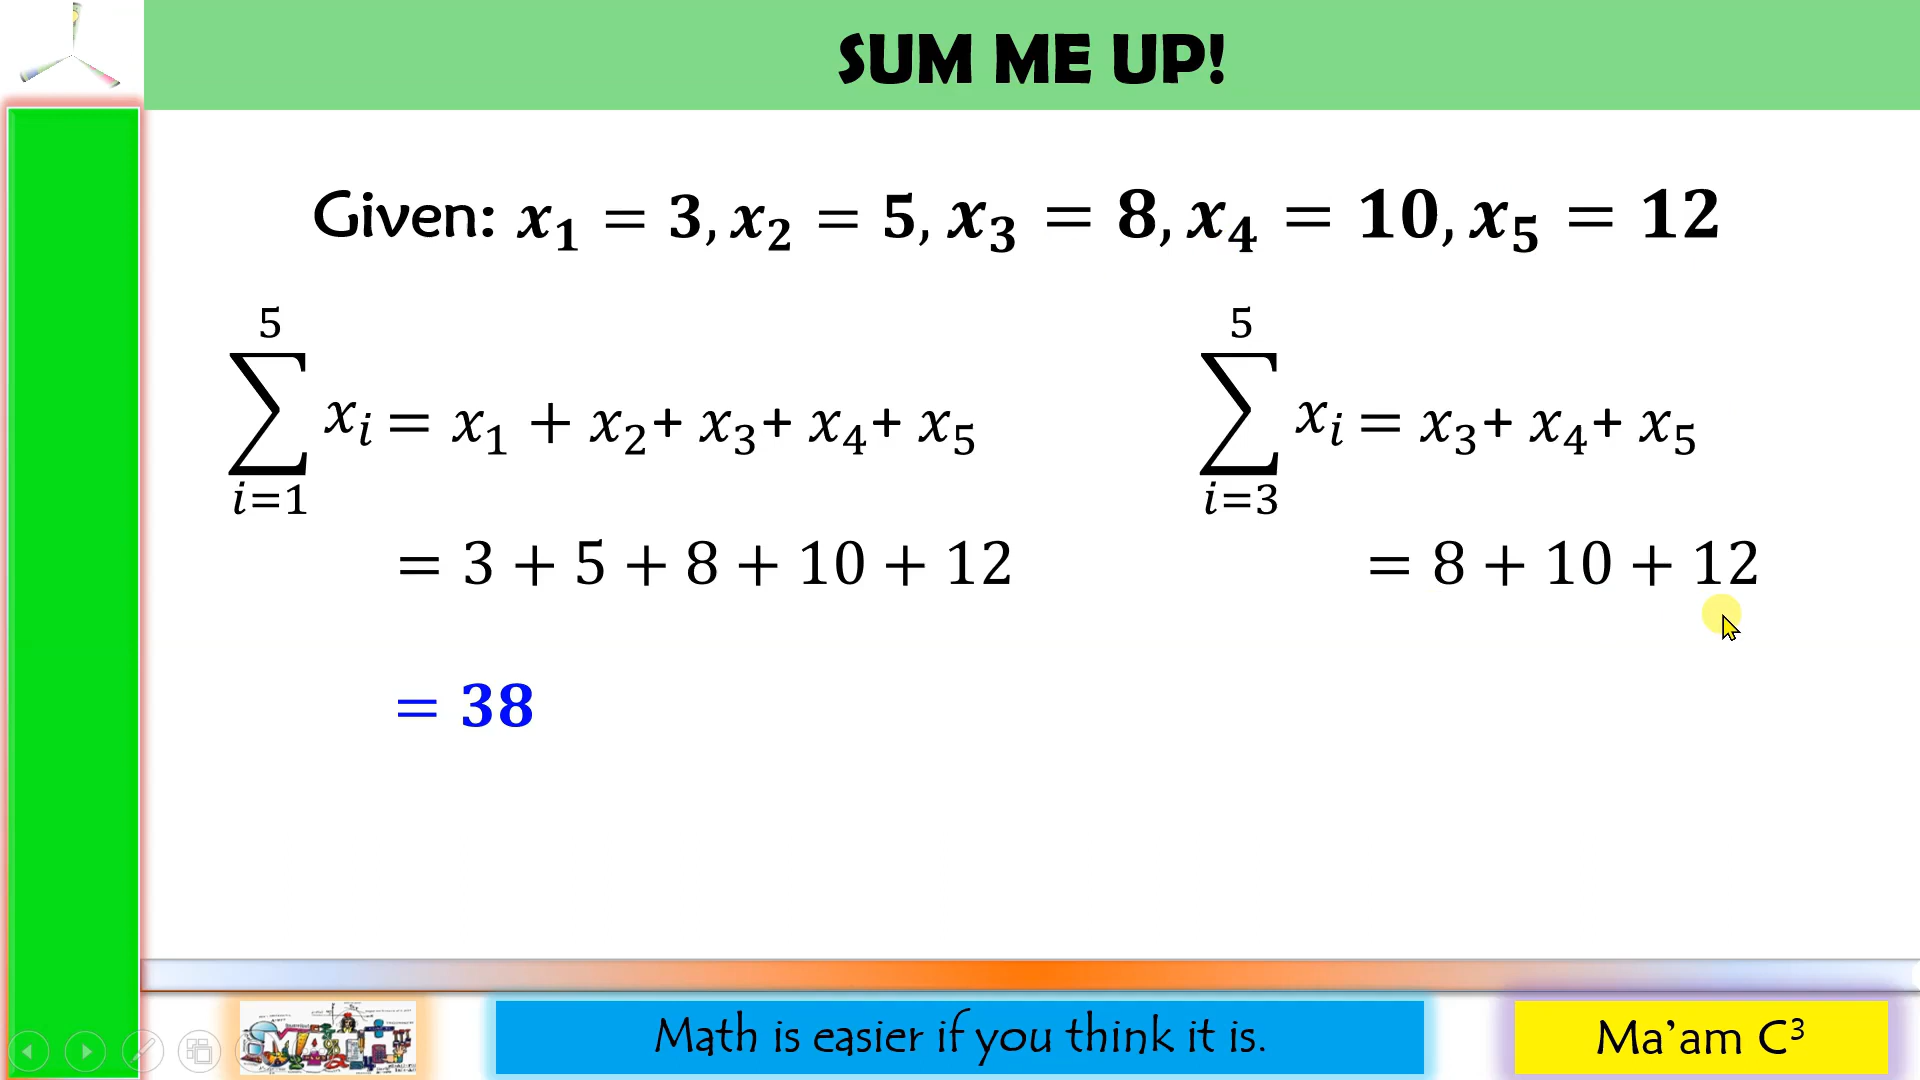 SUM ME UP!
Given: x₁ = 3, x₂ = 5, x₃ = 8, x₄ = 10, x₅ = 12
∑_{i=1}^{5} xᵢ = x₁ + x₂+ x₃+ x₄+ x₅
= 3 + 5 + 8 + 10 + 12
= 38
∑_{i=3}^{5} xᵢ = x₃+ x₄+ x₅
= 8 + 10 + 12
MATH
Math is easier if you think it is.
Ma’am C³